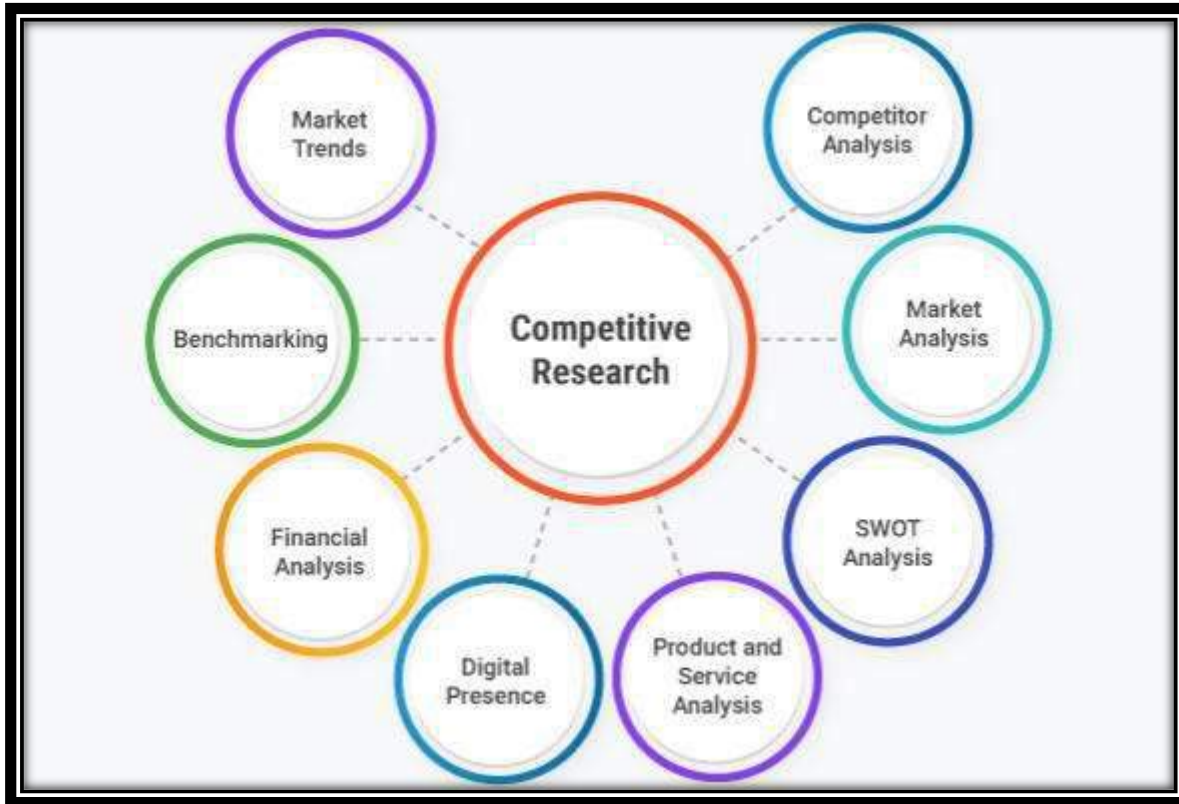 Competitive
Research
Competitor
Analysis
Market
Analysis
SWOT
Analysis
Product and
Service
Analysis
Digital
Presence
Financial
Analysis
Benchmarking
Market
Trends